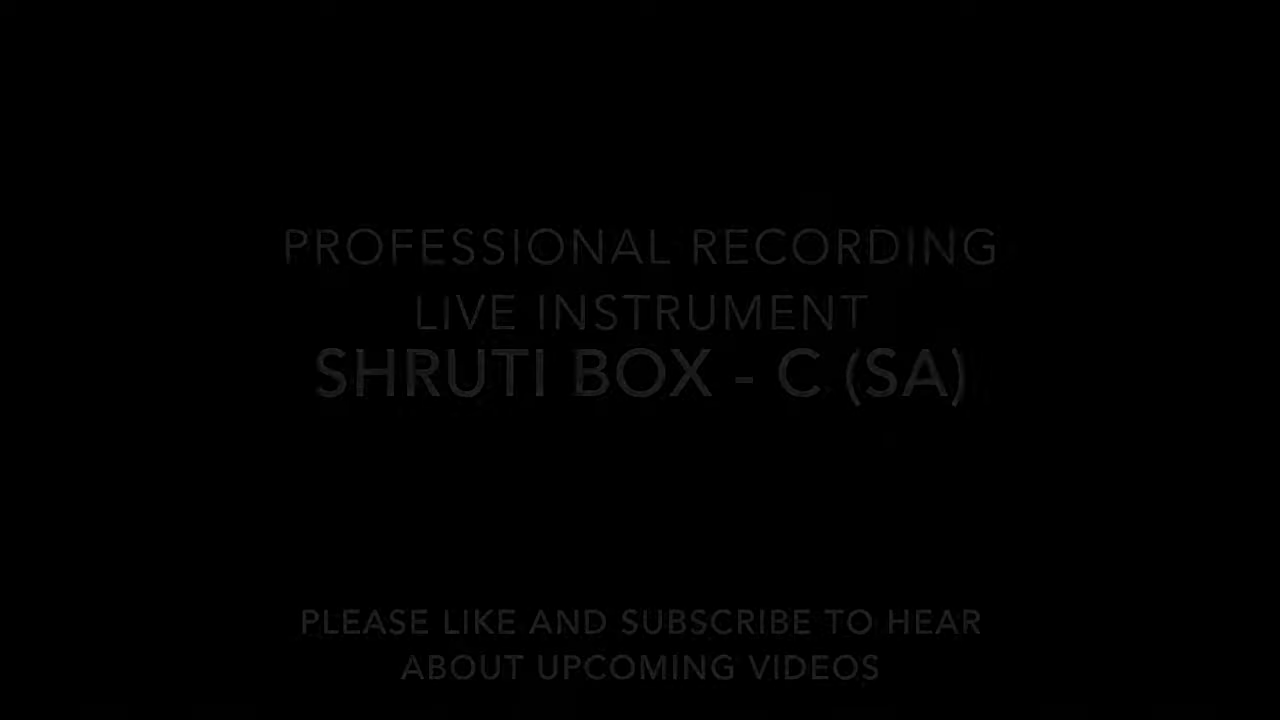 PROFESSIONAL RECORDING
LIVE INSTRUMENT
SHRUTI BOX - C (SA)
PLEASE LIKE AND SUBSCRIBE TO HEAR
ABOUT UPCOMING VIDEOS